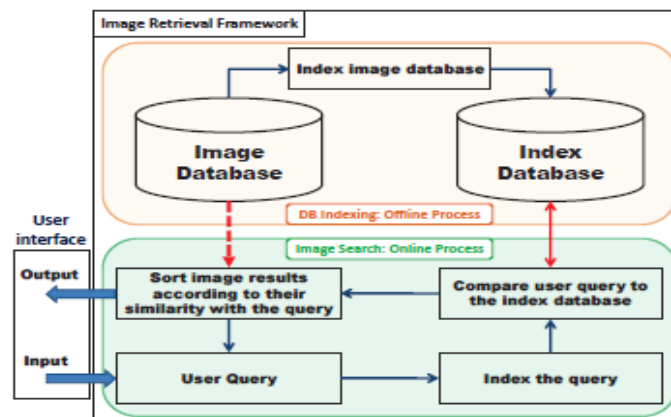 Image Retrieval Framework
Index image database
Image
Database
Index
Database
DB Indexing: Offline Process
User
interface
Image Search: Online Process
Output
Sort image results
according to their
similarity with the query
Compare user query to
the index database
Input
User Query
Index the query